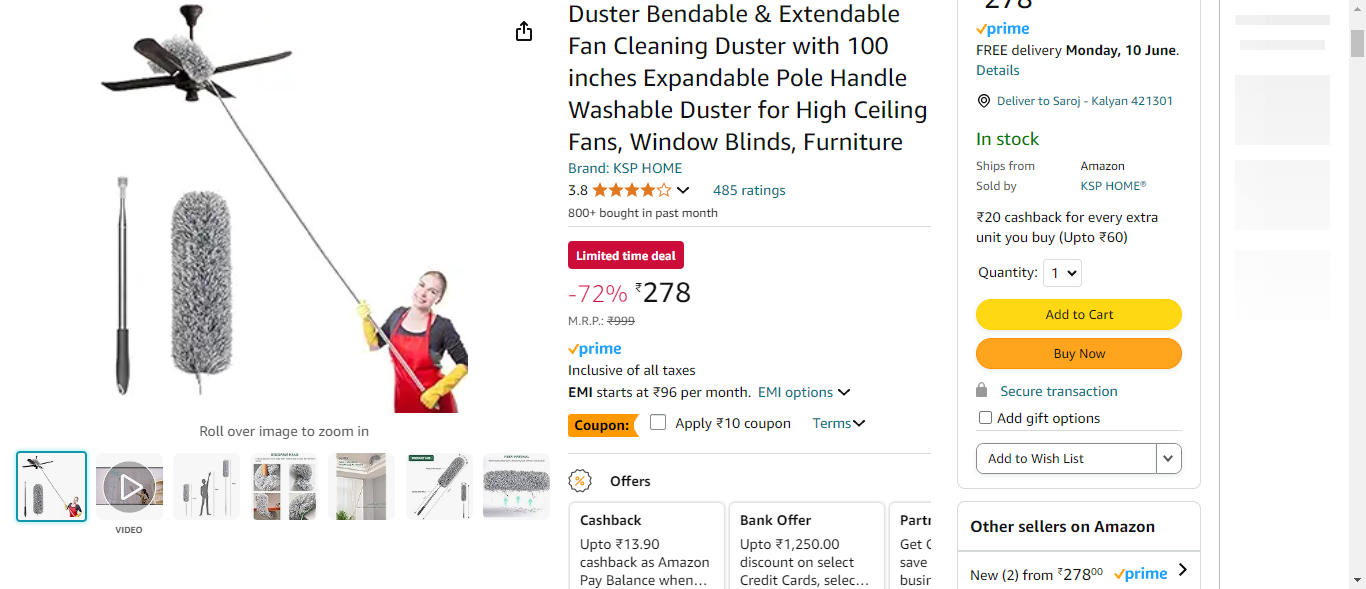 Duster Bendable & Extendable
Fan Cleaning Duster with 100
inches Expandable Pole Handle
Washable Duster for High Ceiling
Fans, Window Blinds, Furniture
Brand: KSP HOME
3.8
485 ratings
800+ bought in past month
Limited time deal
-72% ₹278
M.R.P.: ₹999
prime
Inclusive of all taxes
EMI starts at ₹96 per month. EMI options
Coupon: Apply ₹10 coupon Terms
Offers
Cashback
Upto ₹13.90
cashback as Amazon
Pay Balance when...
Bank Offer
Upto ₹1,250.00
discount on select
Credit Cards, selec...
Roll over image to zoom in
VIDEO
278
prime
FREE delivery Monday, 10 June.
Details
Deliver to Saroj - Kalyan 421301
In stock
Ships from Amazon
Sold by KSP HOME®
₹20 cashback for every extra
unit you buy (Upto ₹60)
Quantity: 1
Add to Cart
Buy Now
Secure transaction
Add gift options
Add to Wish List
Other sellers on Amazon
New (2) from ₹278⁰⁰ prime